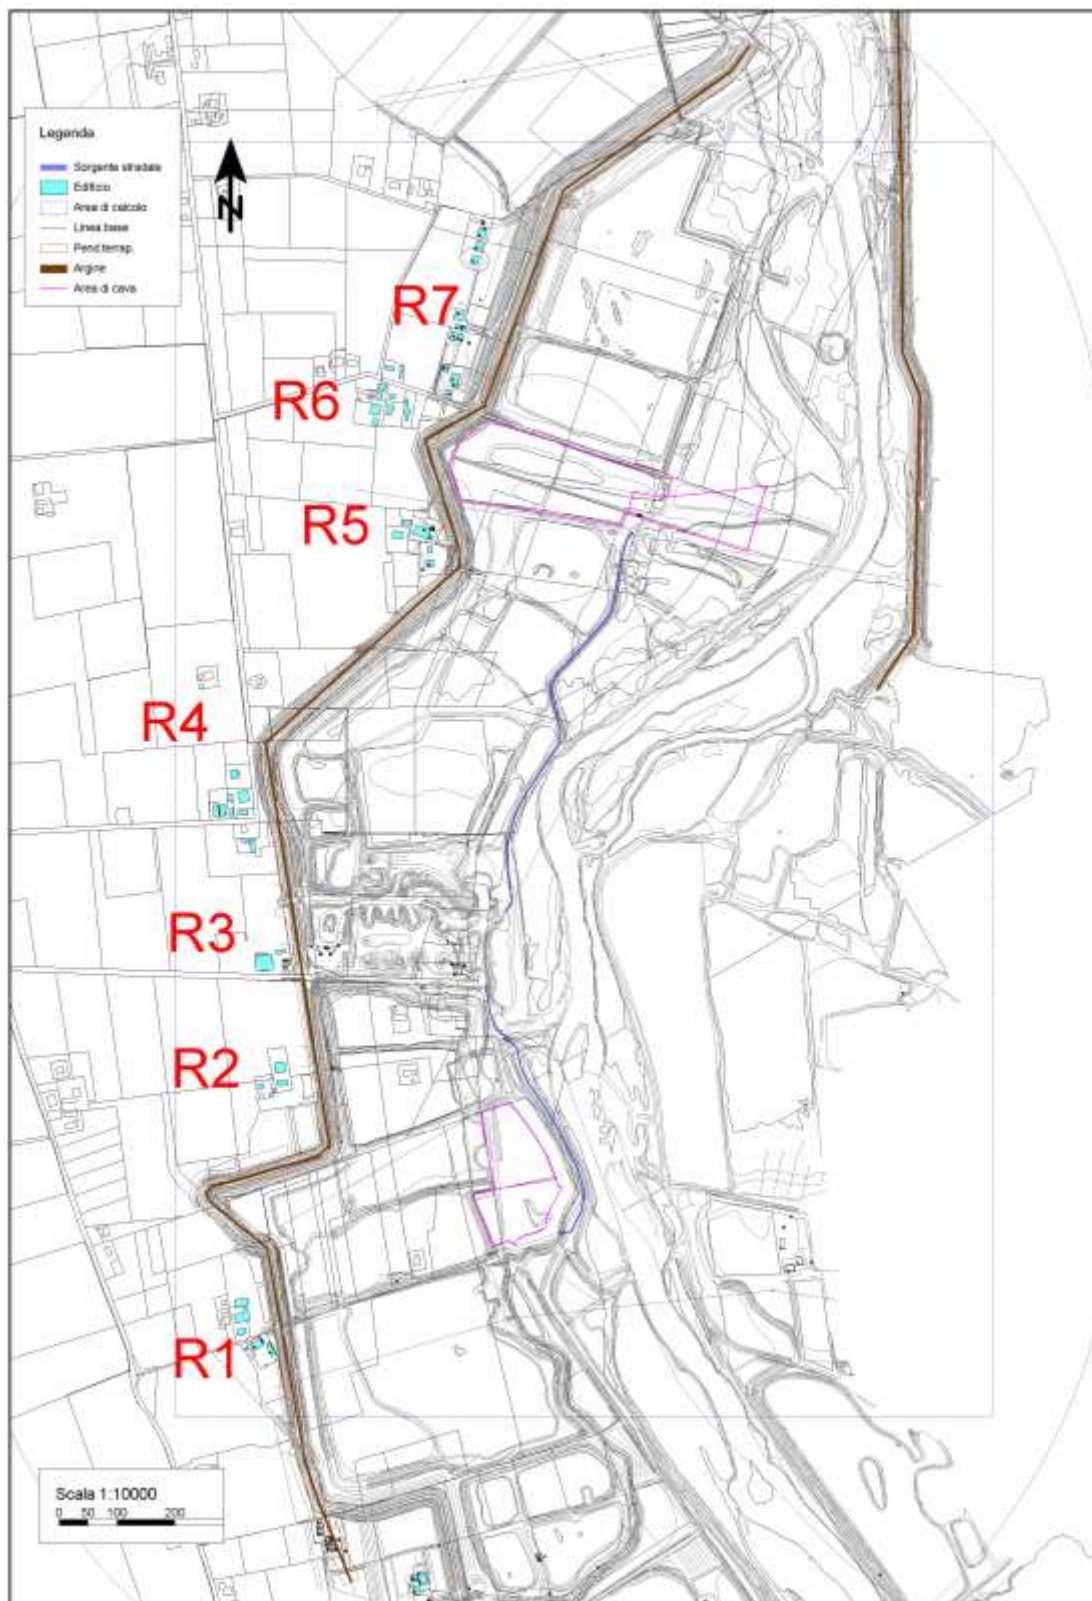 Legenda
Sorgente stradale
Edificio
Area di calcolo
Linea base
Pend.terrap.
Argine
Area di cava
N
R7
R6
R5
R4
R3
R2
R1
Scala 1:10000
0 50 100 200